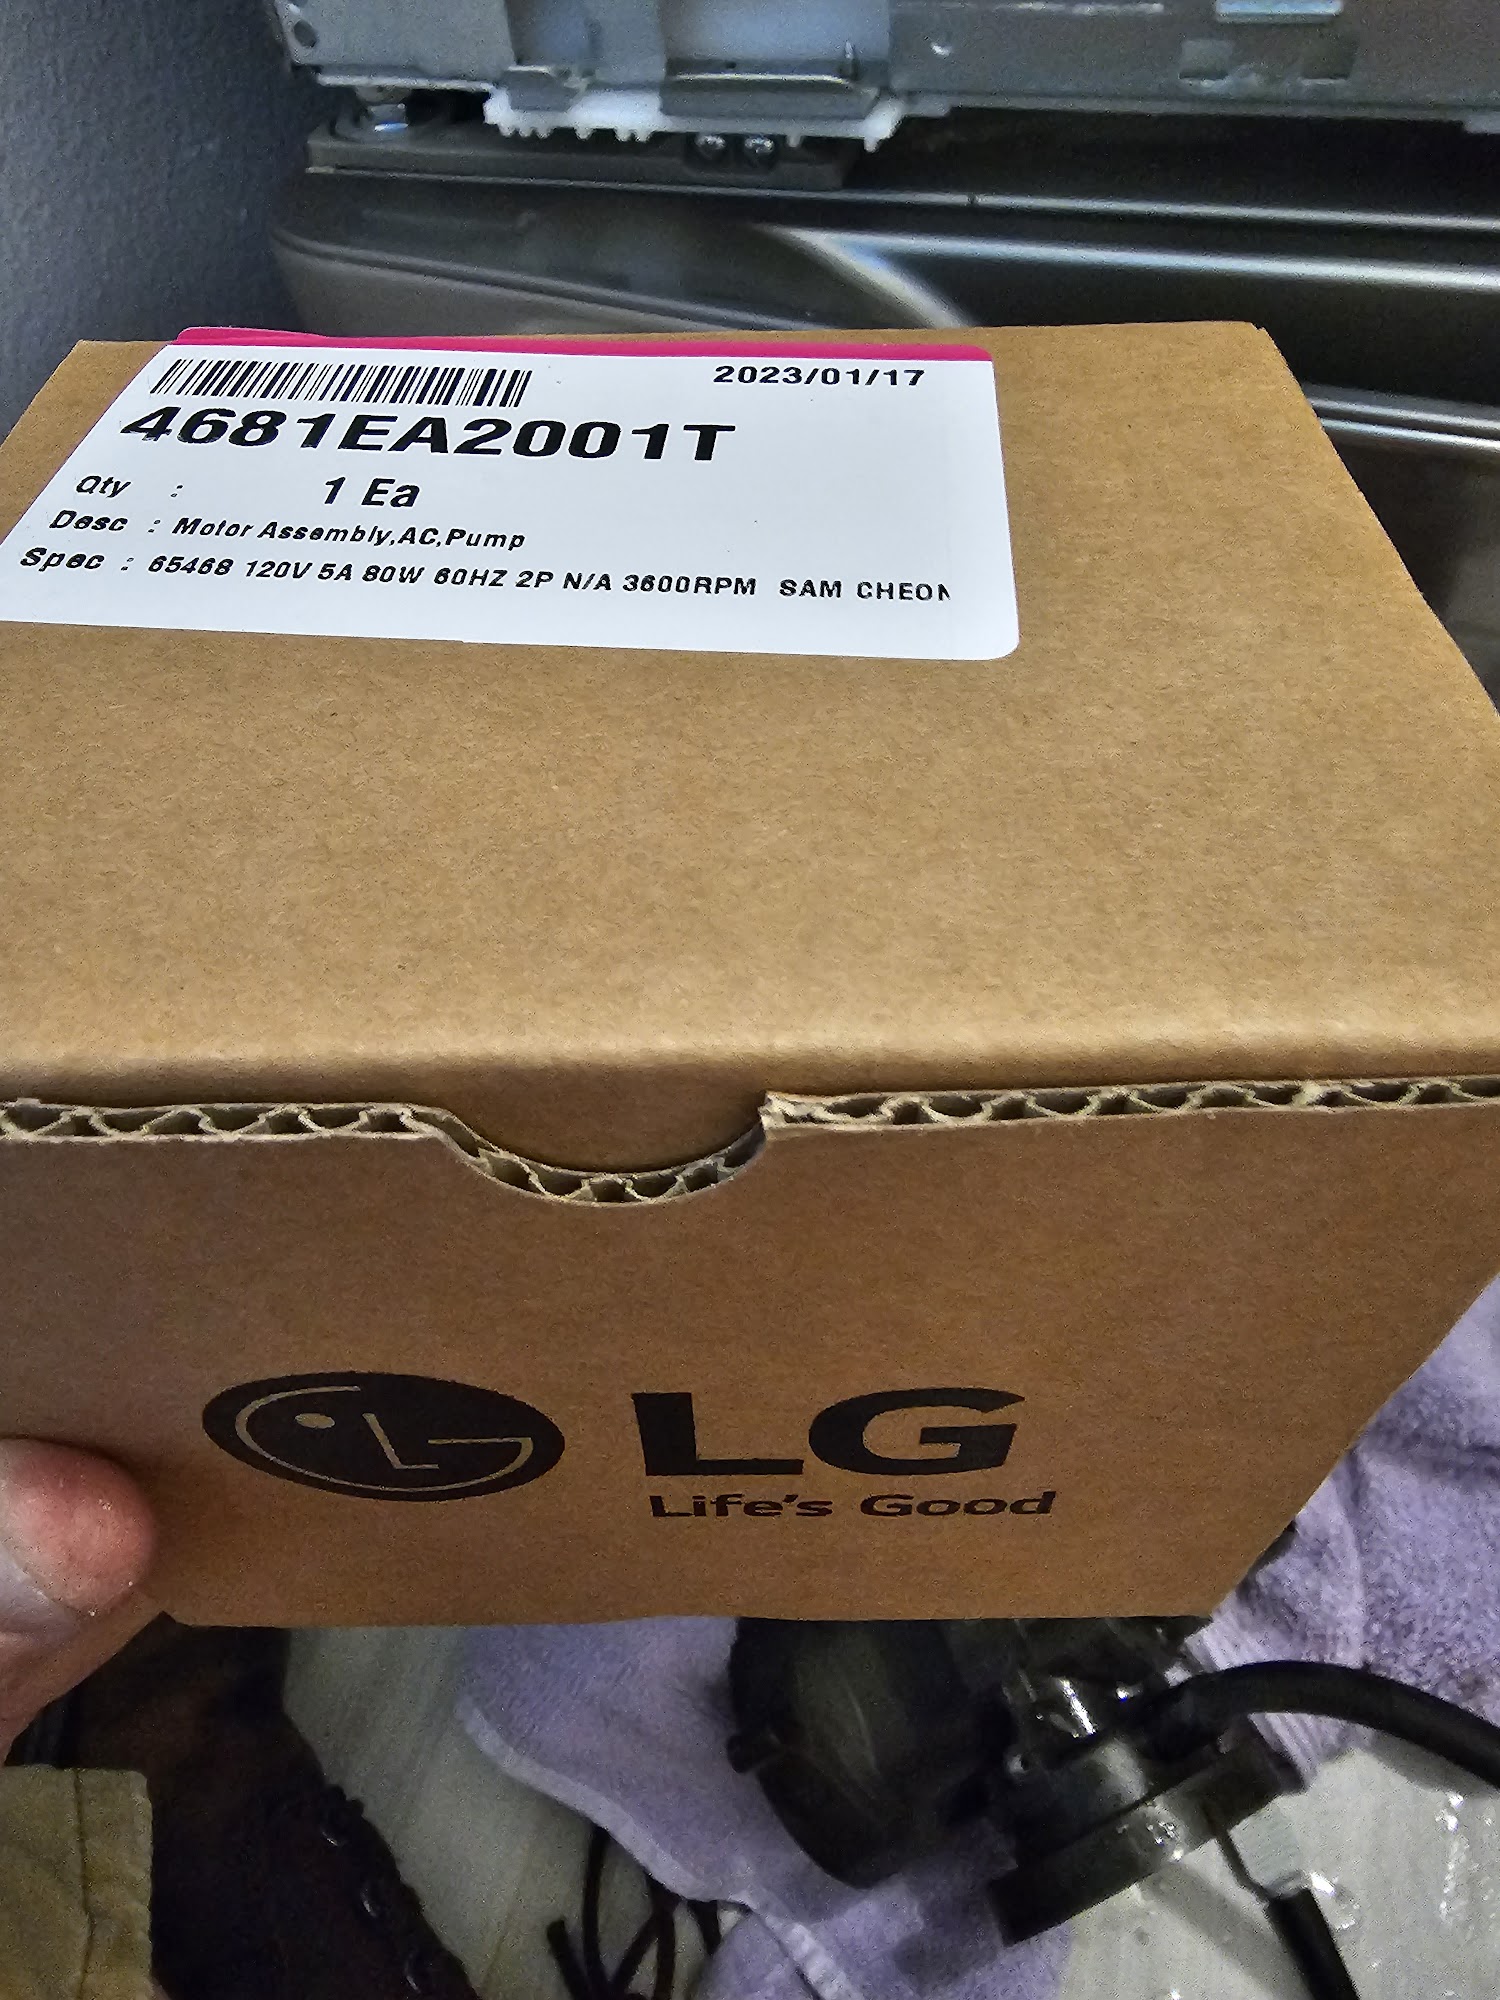 2023/01/17
4681EA2001T
Qty : 1 Ea
Desc : Motor Assembly,AC,Pump
Spec : 65468 120V 5A 80W 60HZ 2P N/A 3600RPM SAM CHEON
LG
Life's Good